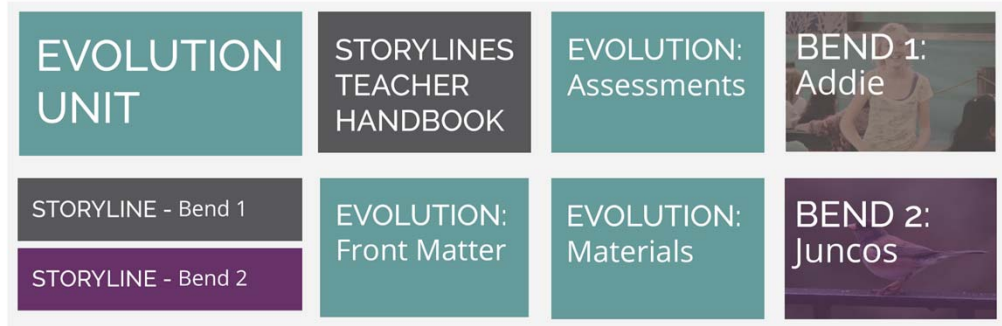 EVOLUTION
UNIT
STORYLINES
TEACHER
HANDBOOK
EVOLUTION:
Assessments
BEND 1:
Addie
STORYLINE - Bend 1
STORYLINE - Bend 2
EVOLUTION:
Front Matter
EVOLUTION:
Materials
BEND 2:
Juncos